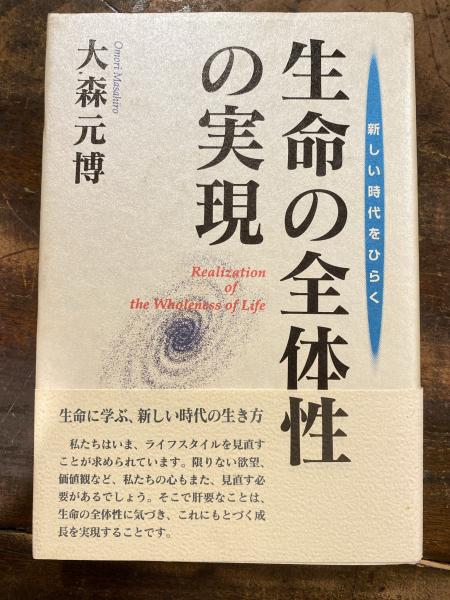 新しい時代をひらく
生命の全体性
の実現
Realization
of
the Wholeness of Life
大森元博
Omori Masahiro
生命に学ぶ、新しい時代の生き方
私たちはいま、ライフスタイルを見直す
ことが求められています。限りない欲望、
価値観など、私たちの心もまた、見直す必
要があるでしょう。そこで肝要なことは、
生命の全体性に気づき、これにもとづく成
長を実現することです。